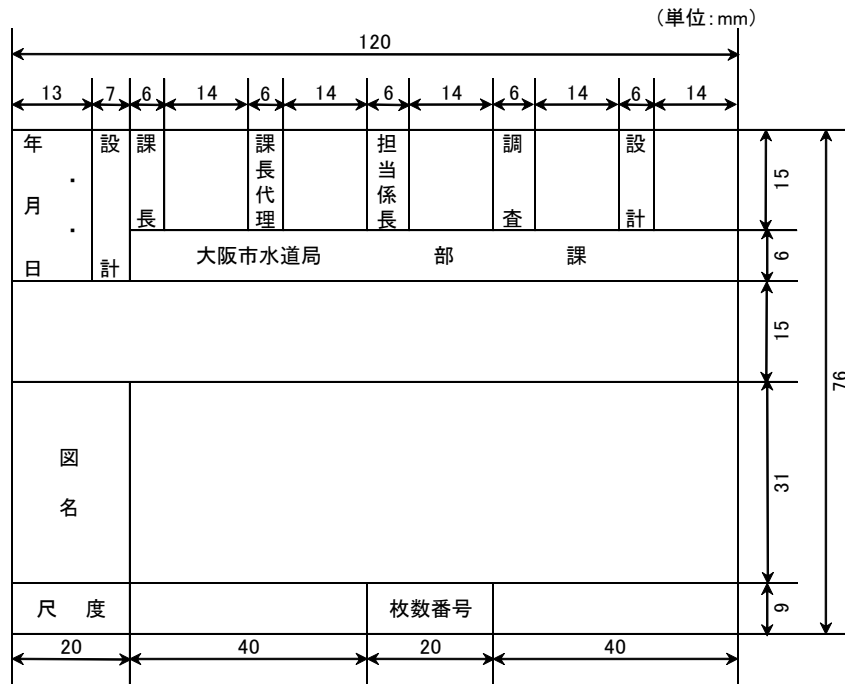 （単位：mm）
120
13 7 6 14 6 14 6 14 6 14 6 14
年月日
・
・
設計
課長
課長代理
担当係長
調査
設計
15
大阪市水道局 部 課
6
15
76
図名
31
尺 度
枚数番号
9
20 40 20 40